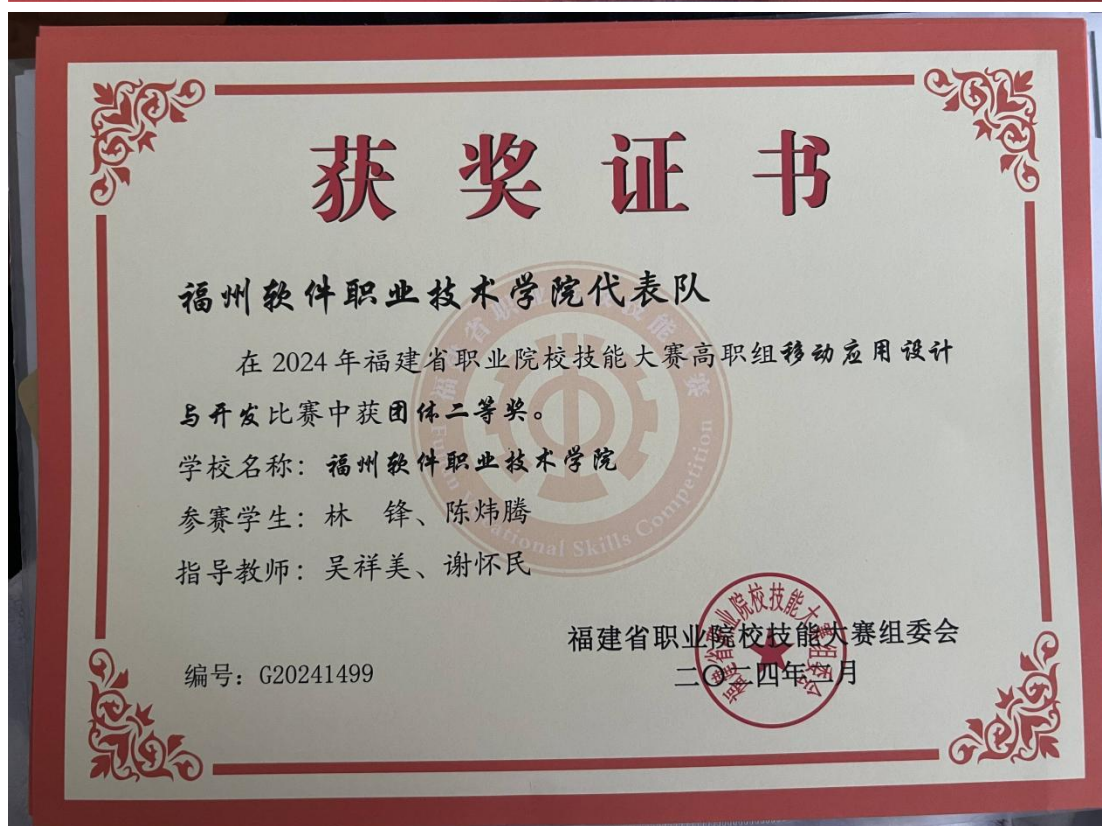 获奖证书
福州软件职业技术学院代表队
在 2024 年福建省职业院校技能大赛高职组移动应用设计
与开发比赛中获团体二等奖。
学校名称：福州软件职业技术学院
参赛学生：林 锋、陈炜腾
指导教师：吴祥美、谢怀民
福建省职业院校技能大赛组委会
编号：G20241499